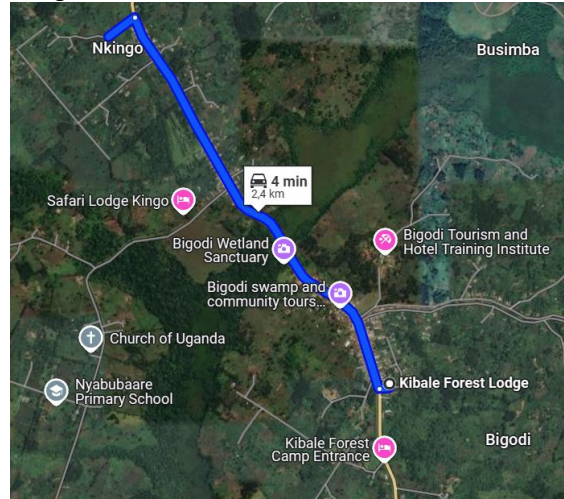 Nkingo
Busimba
4 min
2,4 km
Safari Lodge Kingo
Bigodi Wetland
Sanctuary
Bigodi Tourism and
Hotel Training Institute
Bigodi swamp and
community tours...
Church of Uganda
Nyabubaare
Primary School
Kibale Forest Lodge
Kibale Forest
Camp Entrance
Bigodi